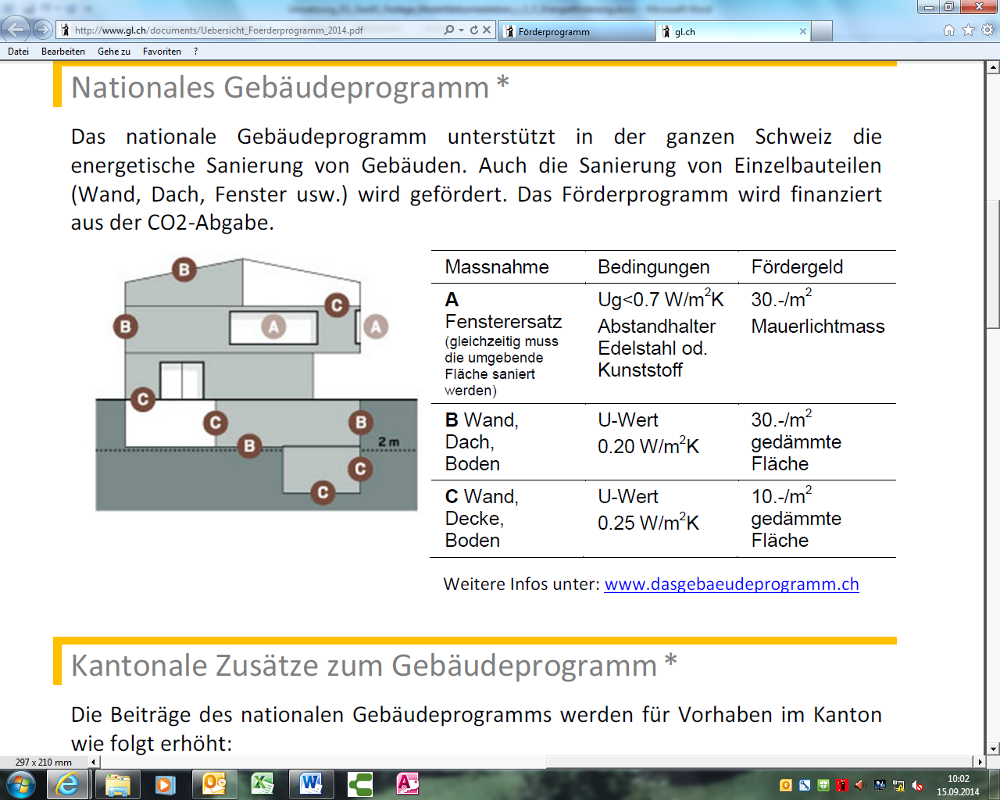 http://www.gl.ch/documents/Uebersicht_Foerderprogramm_2014.pdf
Förderprogramm
gl.ch
Datei Bearbeiten Gehe zu Favoriten ?
Nationales Gebäudeprogramm *
Das nationale Gebäudeprogramm unterstützt in der ganzen Schweiz die
energetische Sanierung von Gebäuden. Auch die Sanierung von Einzelbauteilen
(Wand, Dach, Fenster usw.) wird gefördert. Das Förderprogramm wird finanziert
aus der CO2-Abgabe.
B
C
B
A
A
C
C
B
B
2 m
C
C
Massnahme Bedingungen Fördergeld
A
Fensterersatz
(gleichzeitig muss
die umgebende
Fläche saniert
werden)
Ug<0.7 W/m²K
Abstandhalter
Edelstahl od.
Kunststoff
30.-/m²
Mauerlichtmass
B Wand,
Dach,
Boden
U-Wert
0.20 W/m²K
30.-/m²
gedämmte
Fläche
C Wand,
Decke,
Boden
U-Wert
0.25 W/m²K
10.-/m²
gedämmte
Fläche
Weitere Infos unter: www.dasgebaeudeprogramm.ch
Kantonale Zusätze zum Gebäudeprogramm *
Die Beiträge des nationalen Gebäudeprogramms werden für Vorhaben im Kanton
wie folgt erhöht:
297 x 210 mm
10:02
15.09.2014